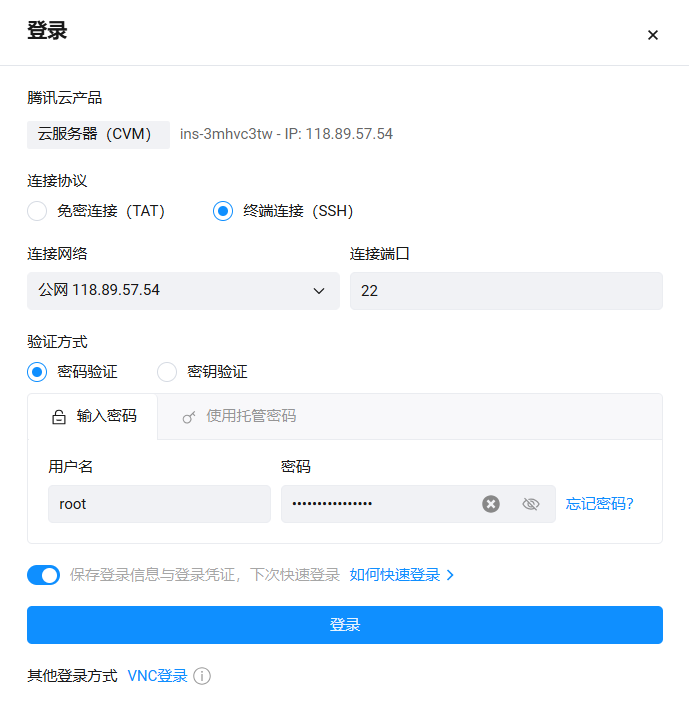 登录
腾讯云产品
云服务器（CVM） ins-3mhvc3tw - IP: 118.89.57.54
连接协议
免密连接（TAT） 终端连接（SSH）
连接网络 连接端口
公网 118.89.57.54 22
验证方式
密码验证 密钥验证
输入密码 使用托管密码
用户名 密码
root •••••••••••••••• 忘记密码?
保存登录信息与登录凭证，下次快速登录 如何快速登录
登录
其他登录方式 VNC登录